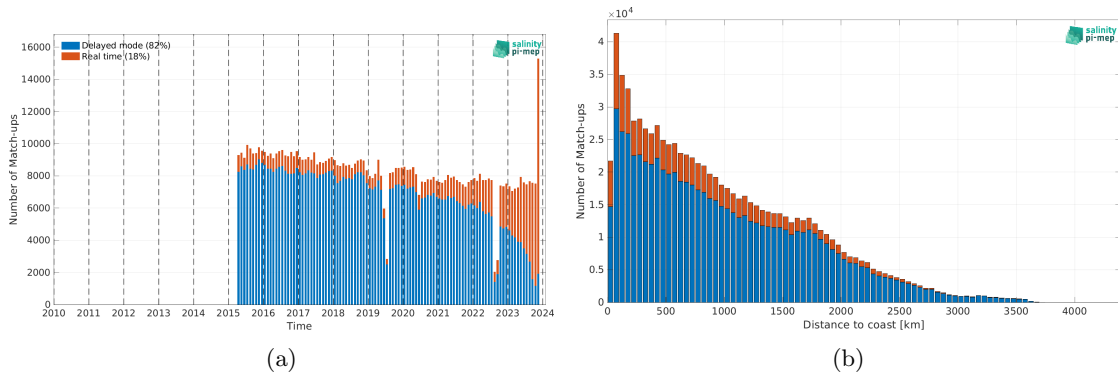 16000
14000
12000
10000
8000
6000
4000
2000
0
Number of Match-ups
Delayed mode (82%)
Real time (18%)
salinity
pi-mep
2010 2011 2012 2013 2014 2015 2016 2017 2018 2019 2020 2021 2022 2023 2024
Time
(a)
×10⁴
4
3.5
3
2.5
2
1.5
1
0.5
0
Number of Match-ups
salinity
pi-mep
0 500 1000 1500 2000 2500 3000 3500 4000
Distance to coast [km]
(b)